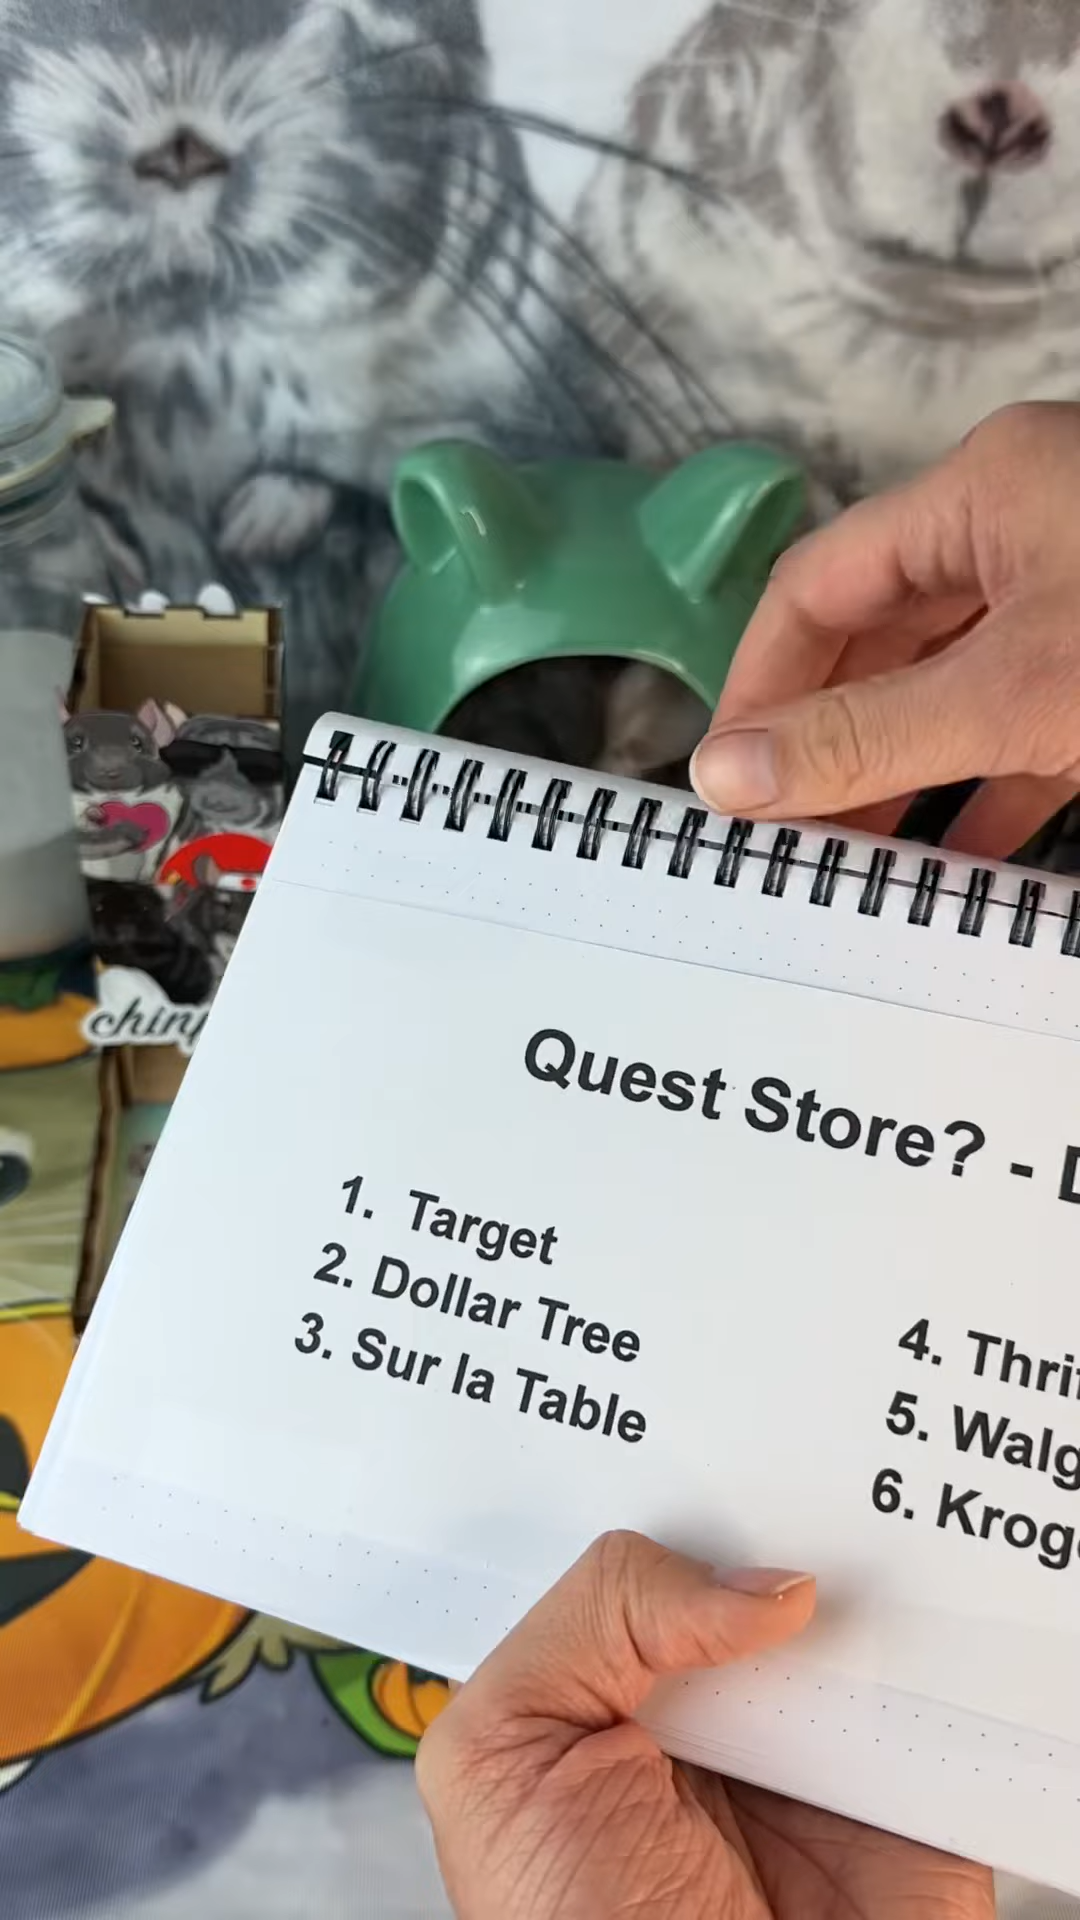 Quest Store? -
1. Target
2. Dollar Tree
3. Sur la Table
4.
5.
6.